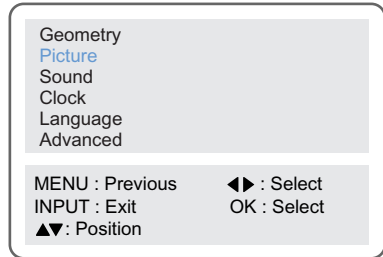 Geometry
Picture
Sound
Clock
Language
Advanced
MENU : Previous ◀▶ : Select
INPUT : Exit OK : Select
▲▼: Position